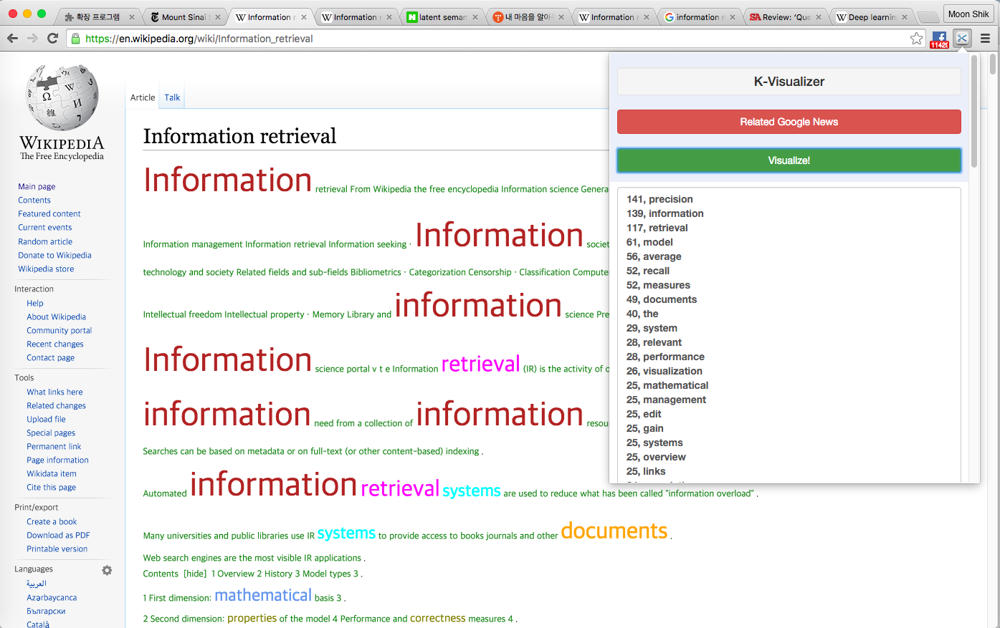 확장 프로그램
Mount Sinai
Information r
Information r
latent seman
내 마음을 알아
Information r
information r
Review: ‘Que
Deep learning
Moon Shik
https://en.wikipedia.org/wiki/Information_retrieval
11428
WIKIPEDIA
The Free Encyclopedia
Main page
Contents
Featured content
Current events
Random article
Donate to Wikipedia
Wikipedia store
Interaction
Help
About Wikipedia
Community portal
Recent changes
Contact page
Tools
What links here
Related changes
Upload file
Special pages
Permanent link
Page information
Wikidata item
Cite this page
Print/export
Create a book
Download as PDF
Printable version
Languages
العربية
Azərbaycanca
Български
Català
Article
Talk
Information retrieval
Information retrieval From Wikipedia the free encyclopedia Information science Genera
Information management Information retrieval Information seeking · Information societ
technology and society Related fields and sub-fields Bibliometrics · Categorization Censorship · Classification Compute
Intellectual freedom Intellectual property · Memory Library and information science Pre
Information science portal v t e Information retrieval (IR) is the activity of o
information need from a collection of information resou
Searches can be based on metadata or on full-text (or other content-based) indexing .
Automated information retrieval systems are used to reduce what has been called "information overload" .
Many universities and public libraries use IR systems to provide access to books journals and other documents .
Web search engines are the most visible IR applications .
Contents [hide] 1 Overview 2 History 3 Model types 3 .
1 First dimension: mathematical basis 3 .
2 Second dimension: properties of the model 4 Performance and correctness measures 4 .
K-Visualizer
Related Google News
Visualize!
141, precision
139, information
117, retrieval
61, model
56, average
52, recall
52, measures
49, documents
40, the
29, system
28, relevant
28, performance
26, visualization
25, mathematical
25, management
25, edit
25, gain
25, systems
25, overview
25, links